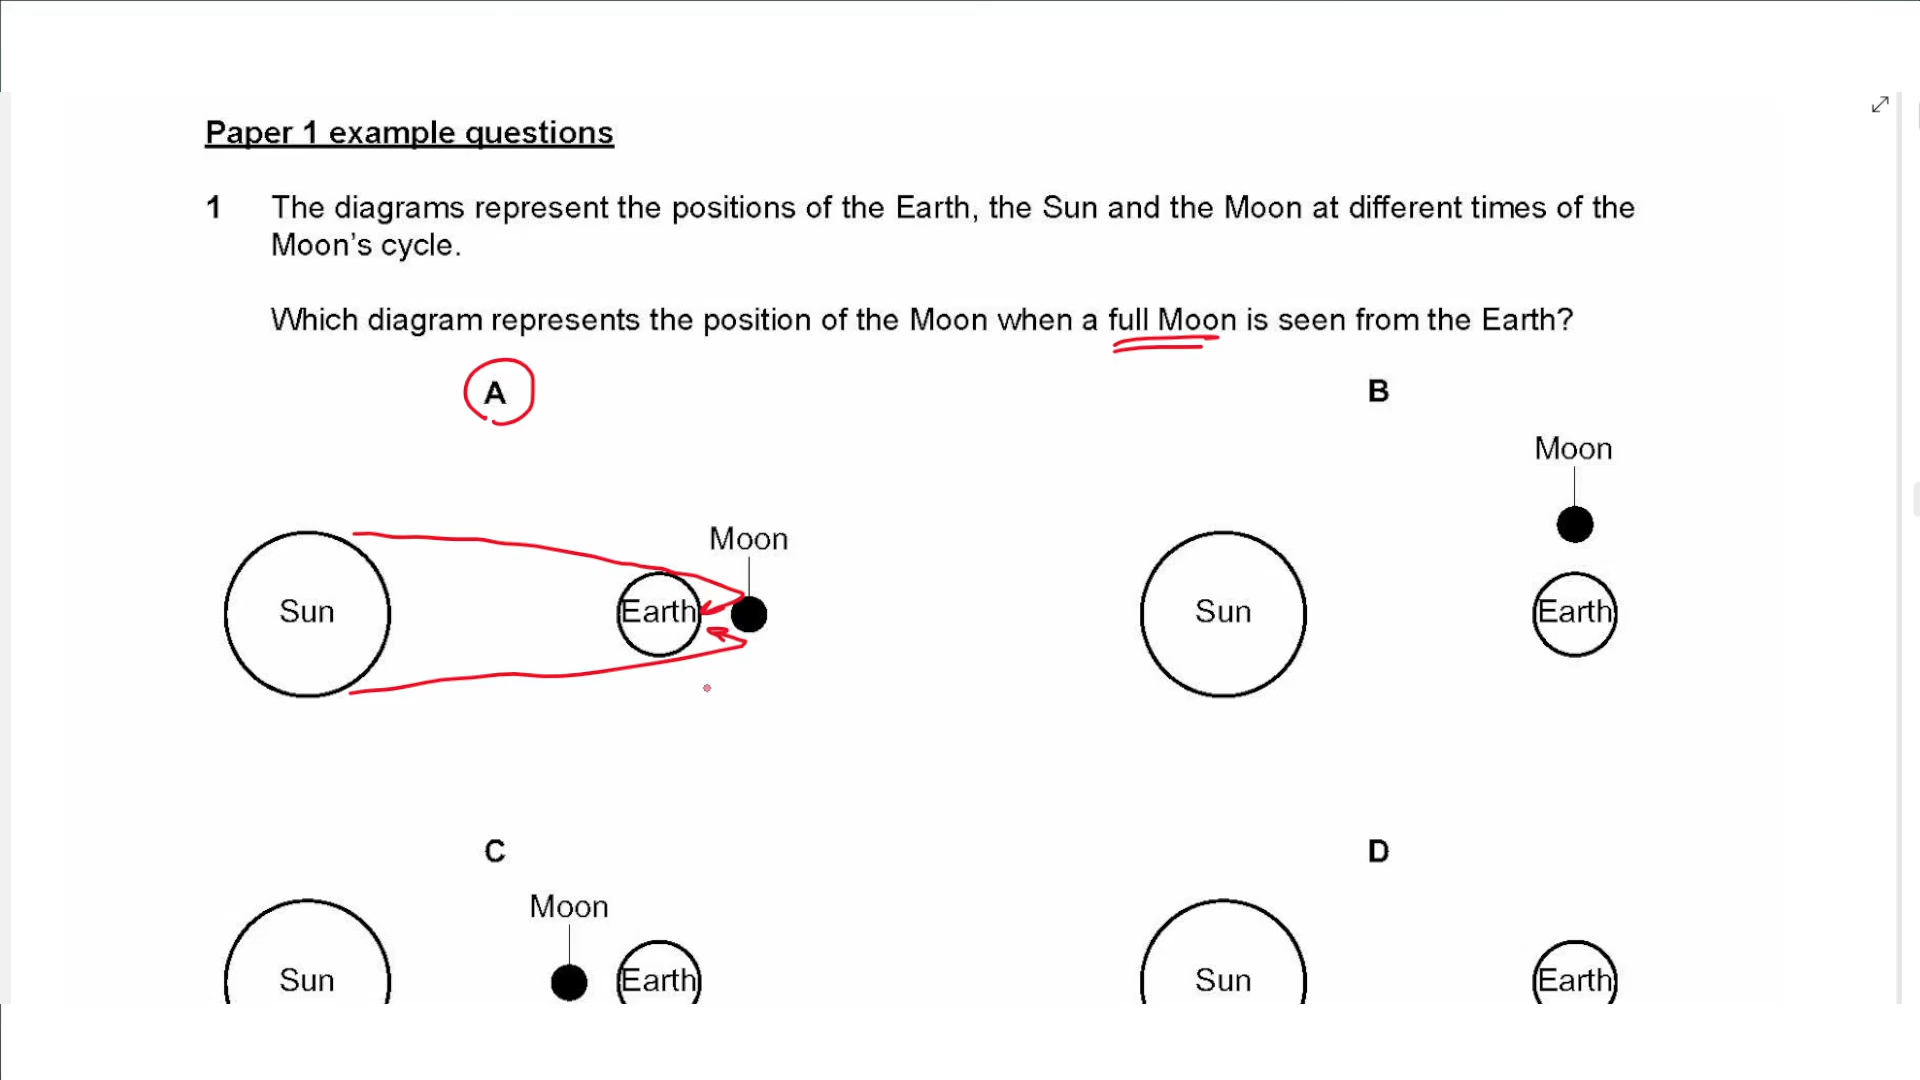 Paper 1 example questions
1 The diagrams represent the positions of the Earth, the Sun and the Moon at different times of the
Moon's cycle.
Which diagram represents the position of the Moon when a full Moon is seen from the Earth?
A
B
Moon
Moon
Sun
Earth
Sun
Earth
C
D
Moon
Sun
Earth
Sun
Earth